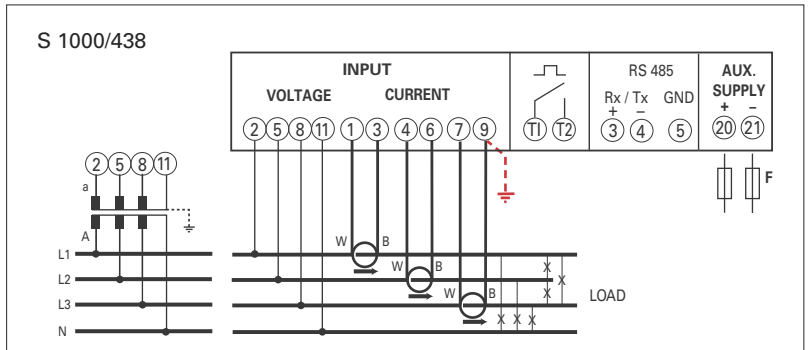 S 1000/438
INPUT
VOLTAGE CURRENT
2 5 8 11 1 3 4 6 7 9
T1 T2
RS 485
Rx / Tx GND
+ –
3 4 5
AUX.
SUPPLY
+ –
20 21
F
2 5 8 11
a
A
L1
L2
L3
N
W B
W B
W B
X
X
X
X X X
LOAD